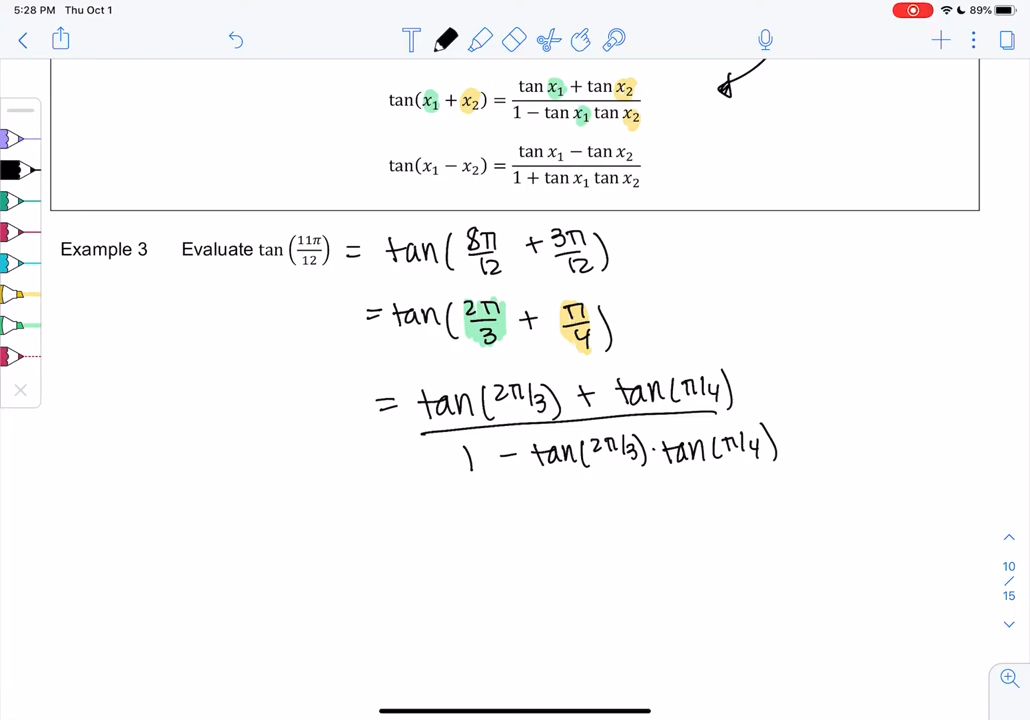 5:28 PM Thu Oct 1 89%
tan(x₁ + x₂) = (tan x₁ + tan x₂)/(1 − tan x₁ tan x₂)
tan(x₁ − x₂) = (tan x₁ − tan x₂)/(1 + tan x₁ tan x₂)
Example 3 Evaluate tan (11π/12) = tan( 8π/12 + 3π/12 )
= tan( 2π/3 + π/4 )
= tan(2π/3) + tan(π/4)
1 − tan(2π/3) · tan(π/4)
10
/
15